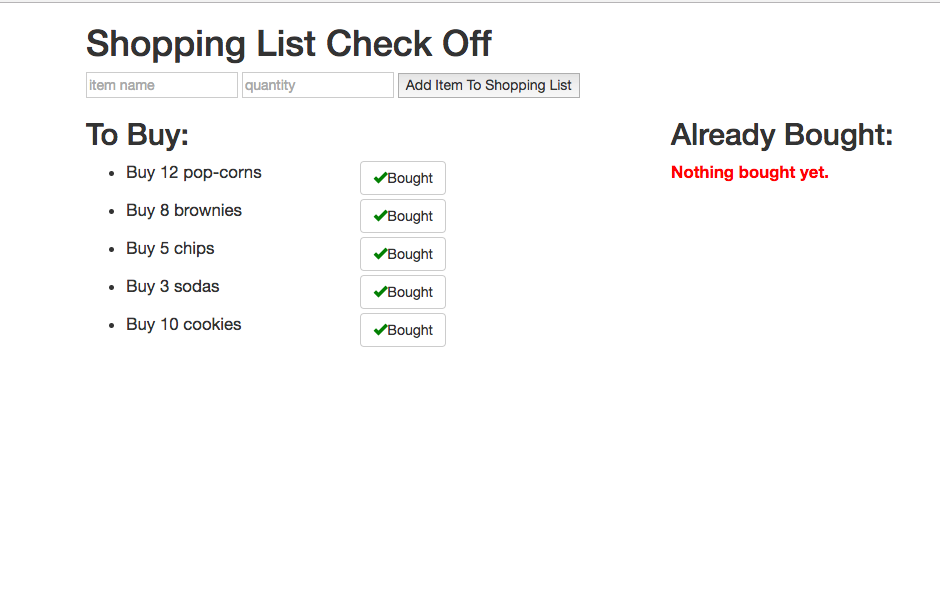 Shopping List Check Off
item name quantity Add Item To Shopping List
To Buy:
Buy 12 pop-corns Bought
Buy 8 brownies Bought
Buy 5 chips Bought
Buy 3 sodas Bought
Buy 10 cookies Bought
Already Bought:
Nothing bought yet.